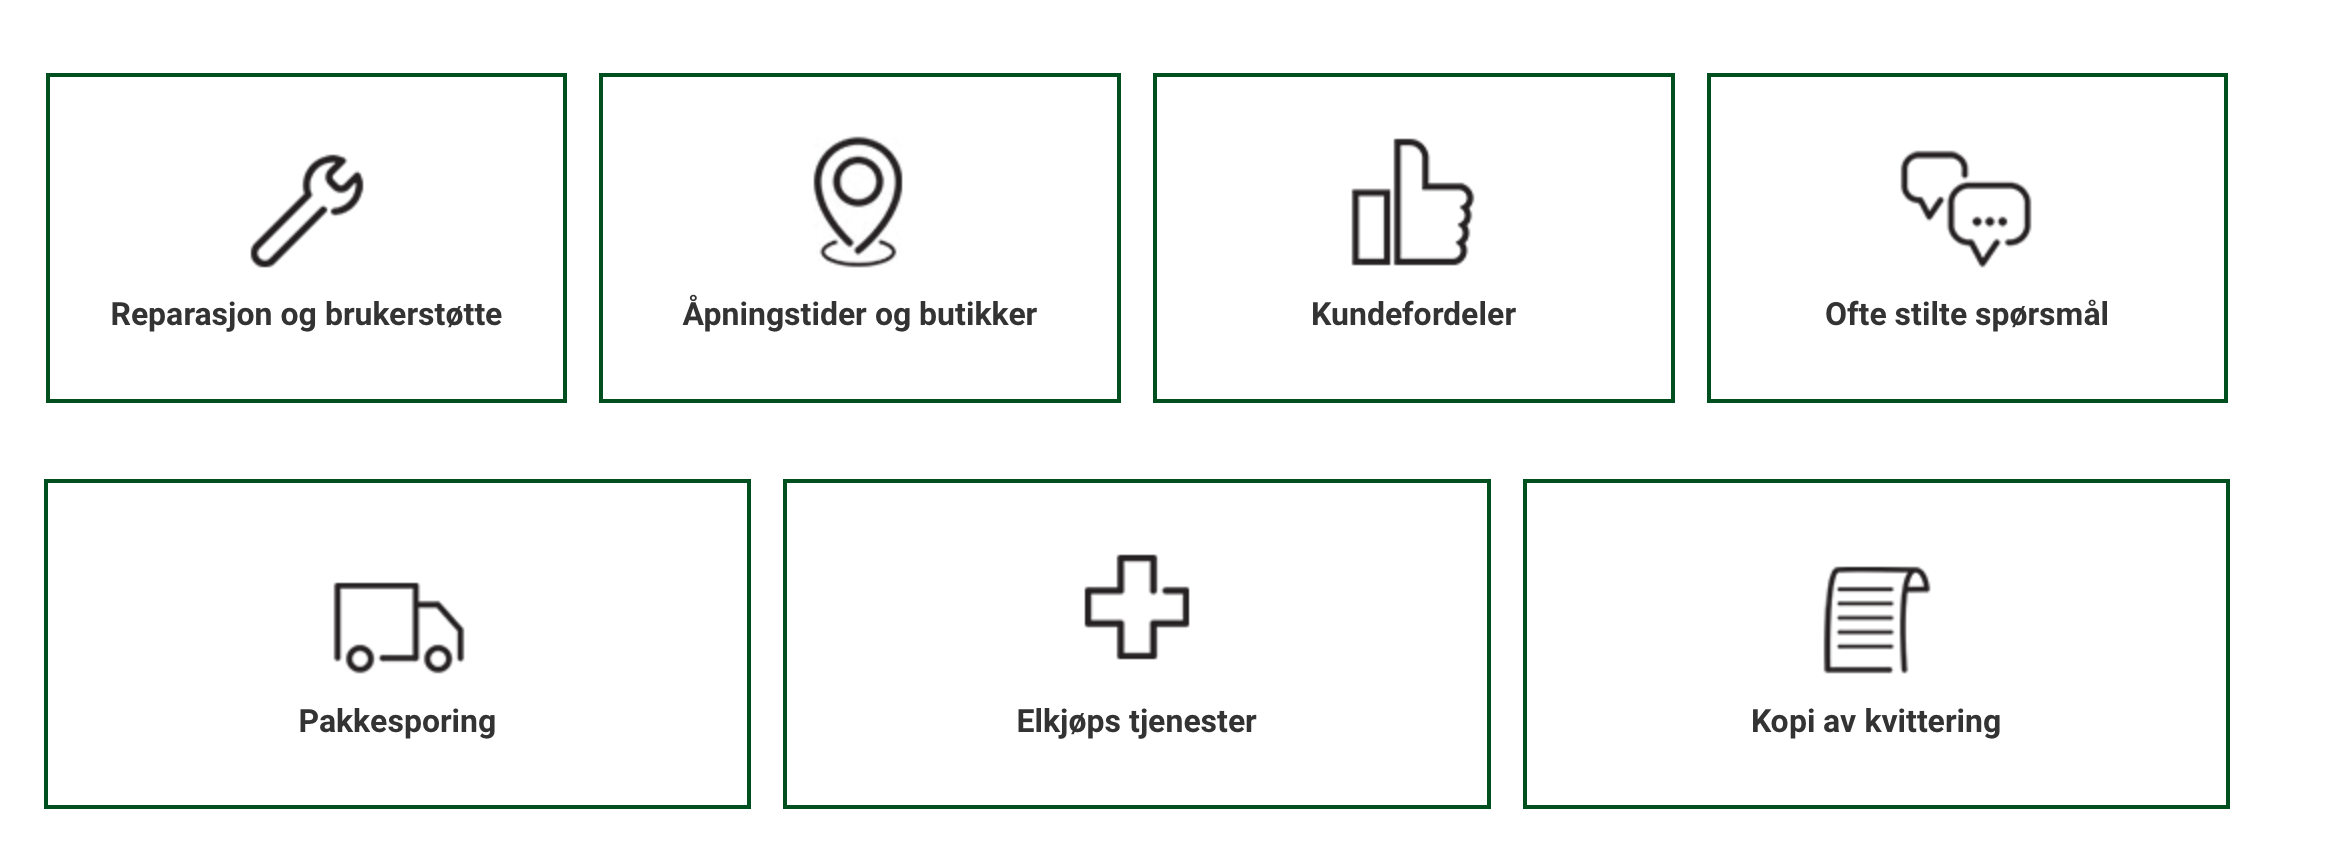 Reparasjon og brukerstøtte
Åpningstider og butikker
Kundefordeler
Ofte stilte spørsmål
Pakkesporing
Elkjøps tjenester
Kopi av kvittering